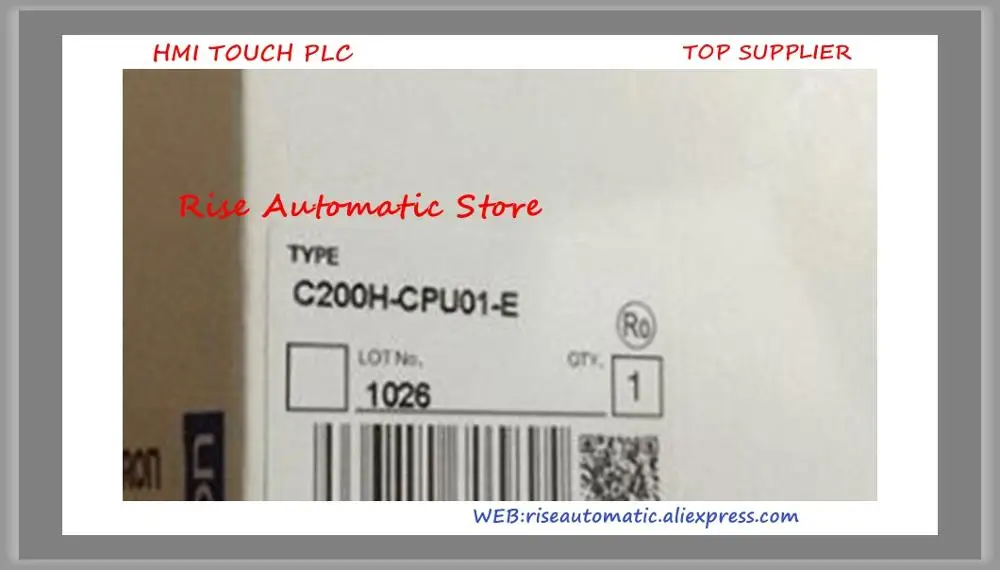 HMI TOUCH PLC
TOP SUPPLIER
Rise Automatic Store
TYPE
C200H-CPU01-E
Ro
LOT No.
QTY.
1026
1
RON
WEB:riseautomatic.aliexpress.com